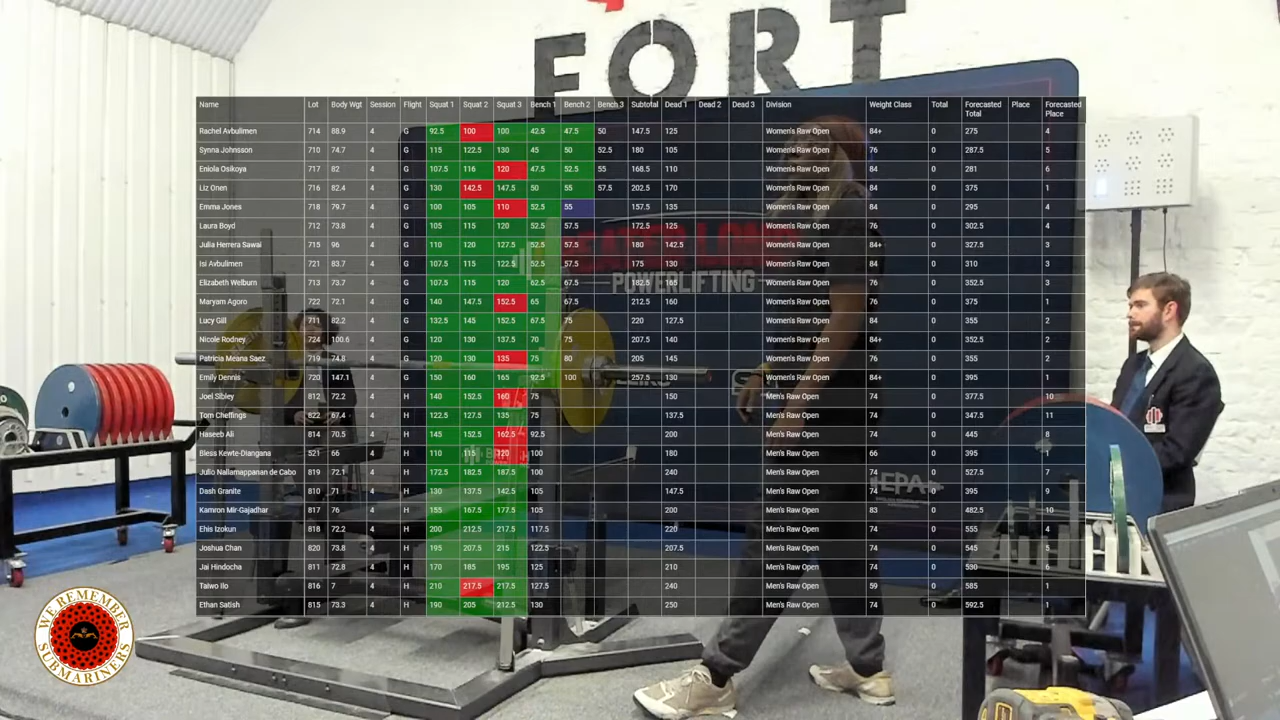 FORT
Name Lot Body Wgt Session Flight Squat 1 Squat 2 Squat 3 Bench 1 Bench 2 Bench 3 Subtotal Dead 1 Dead 2 Dead 3 Division Weight Class Total Forecasted Total Place Forecasted Place
Rachel Avbulimen 714 88.9 4 G 92.5 100 100 42.5 47.5 50 147.5 125 Women's Raw Open 84+ 0 275 4
Synna Johnsson 710 74.7 4 G 115 122.5 130 45 50 52.5 180 105 Women's Raw Open 76 0 287.5 5
Eniola Osikoya 717 82 4 G 107.5 116 120 47.5 52.5 55 168.5 110 Women's Raw Open 84 0 281 6
Liz Onen 716 82.4 4 G 130 142.5 147.5 50 55 57.5 202.5 170 Women's Raw Open 84 0 375 1
Emma Jones 718 79.7 4 G 100 105 110 52.5 55 157.5 135 Women's Raw Open 84 0 295 4
Laura Boyd 712 73.8 4 G 105 115 120 52.5 57.5 172.5 125 Women's Raw Open 76 0 302.5 4
Julia Herrera Sawai 715 96 4 G 110 120 127.5 52.5 57.5 180 142.5 Women's Raw Open 84+ 0 327.5 3
Isi Avbulimen 721 83.7 4 G 107.5 115 122.5 52.5 57.5 175 130 Women's Raw Open 84 0 310 3
Elizabeth Welburn 713 73.7 4 G 107.5 115 120 62.5 67.5 182.5 165 Women's Raw Open 76 0 352.5 3
Maryam Agoro 722 72.1 4 G 140 147.5 152.5 65 67.5 212.5 160 Women's Raw Open 76 0 375 1
Lucy Gill 711 82.2 4 G 132.5 145 152.5 67.5 75 220 127.5 Women's Raw Open 84 0 355 2
Nicole Rodney 724 100.6 4 G 120 130 137.5 70 75 207.5 140 Women's Raw Open 84+ 0 352.5 2
Patricia Meana Saez 719 74.8 4 G 120 130 135 75 80 205 145 Women's Raw Open 76 0 355 2
Emily Dennis 720 147.1 4 G 150 160 165 92.5 100 257.5 130 Women's Raw Open 84+ 0 395 1
Joel Sibley 812 72.2 4 H 140 152.5 160 75 150 Men's Raw Open 74 0 377.5 10
Tom Cheffings 822 67.4 4 H 122.5 127.5 135 75 137.5 Men's Raw Open 74 0 347.5 11
Haseeb Ali 814 70.5 4 H 145 152.5 162.5 92.5 200 Men's Raw Open 74 0 445 8
Bless Kewte-Diangana 521 66 4 H 110 115 120 100 180 Men's Raw Open 66 0 395 1
Julio Nallamappanan de Cabo 819 72.1 4 H 172.5 182.5 187.5 100 240 Men's Raw Open 74 0 527.5 7
Dash Granite 810 71 4 H 130 137.5 142.5 105 147.5 Men's Raw Open 74 0 395 9
Kamron Mir-Gajadhar 817 76 4 H 155 167.5 177.5 105 200 Men's Raw Open 83 0 482.5 10
Ehis Izokun 818 72.2 4 H 200 212.5 217.5 117.5 220 Men's Raw Open 74 0 555 4
Joshua Chan 820 73.8 4 H 195 207.5 215 122.5 207.5 Men's Raw Open 74 0 545 5
Jai Hindocha 811 72.8 4 H 170 185 195 125 210 Men's Raw Open 74 0 530 6
Taiwo Ilo 816 7 4 H 210 217.5 217.5 127.5 240 Men's Raw Open 59 0 585 1
Ethan Satish 815 73.3 4 H 190 205 212.5 130 250 Men's Raw Open 74 0 592.5 1
POWERLIFTING
EPA
WE REMEMBER
SUBMARINERS